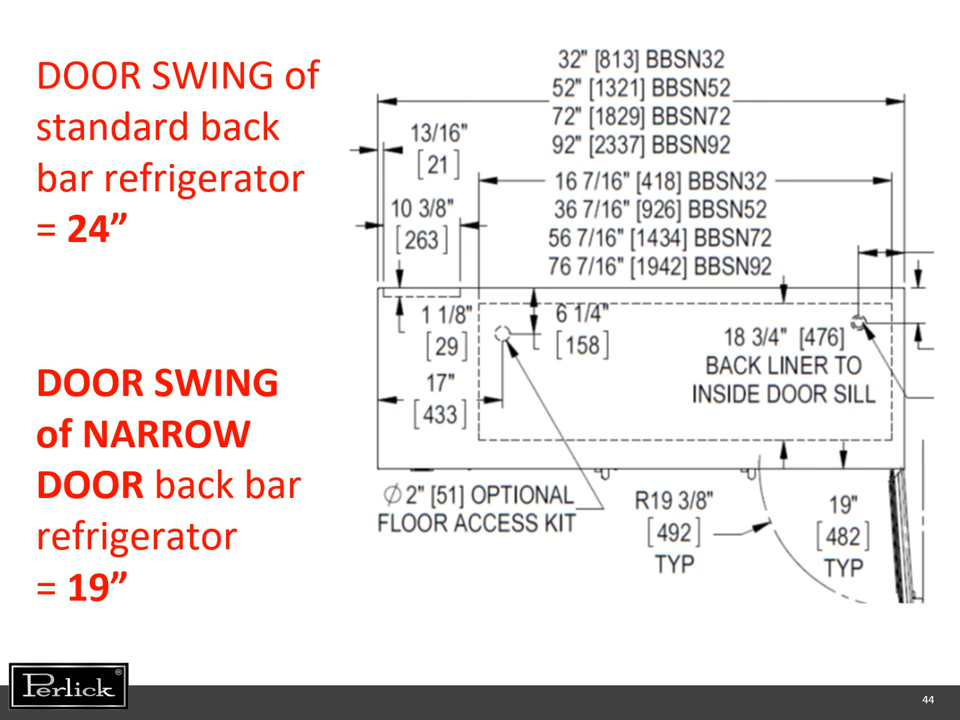 DOOR SWING of
standard back
bar refrigerator
= 24”
DOOR SWING
of NARROW
DOOR back bar
refrigerator
= 19”
32" [813] BBSN32
52" [1321] BBSN52
72" [1829] BBSN72
92" [2337] BBSN92
13/16"
[21]
16 7/16" [418] BBSN32
36 7/16" [926] BBSN52
56 7/16" [1434] BBSN72
76 7/16" [1942] BBSN92
10 3/8"
[263]
1 1/8"
[29]
6 1/4"
[158]
18 3/4" [476]
BACK LINER TO
INSIDE DOOR SILL
17"
[433]
∅2" [51] OPTIONAL
FLOOR ACCESS KIT
R19 3/8"
[492]
TYP
19"
[482]
TYP
Perlick®
44